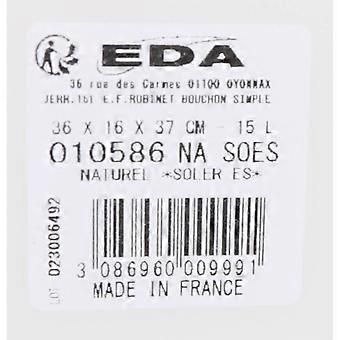 EDA
36 rue des Carmes 01100 OYONNAX
JERR.15l E.F.ROBINET BOUCHON SIMPLE
36 X 16 X 37 CM - 15 L
010586 NA SOES
NATUREL *SOLER ES*
LOT 023006492
3 086960 009991
MADE IN FRANCE